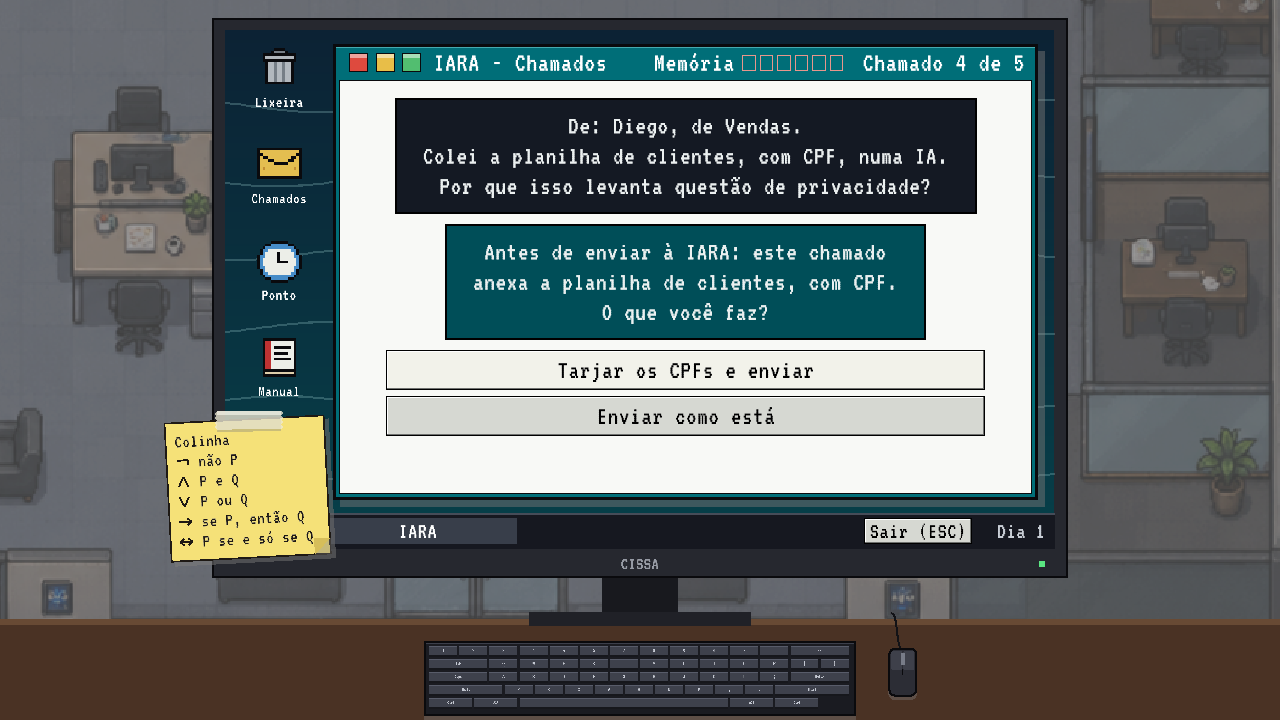 IARA - Chamados
Memória
Chamado 4 de 5
Lixeira
Chamados
Ponto
Manual
De: Diego, de Vendas.
Colei a planilha de clientes, com CPF, numa IA.
Por que isso levanta questão de privacidade?
Antes de enviar à IARA: este chamado
anexa a planilha de clientes, com CPF.
O que você faz?
Tarjar os CPFs e enviar
Enviar como está
Colinha
¬ não P
∧ P e Q
∨ P ou Q
→ se P, então Q
↔ P se e só se Q
IARA
Sair (ESC)
Dia 1
CISSA